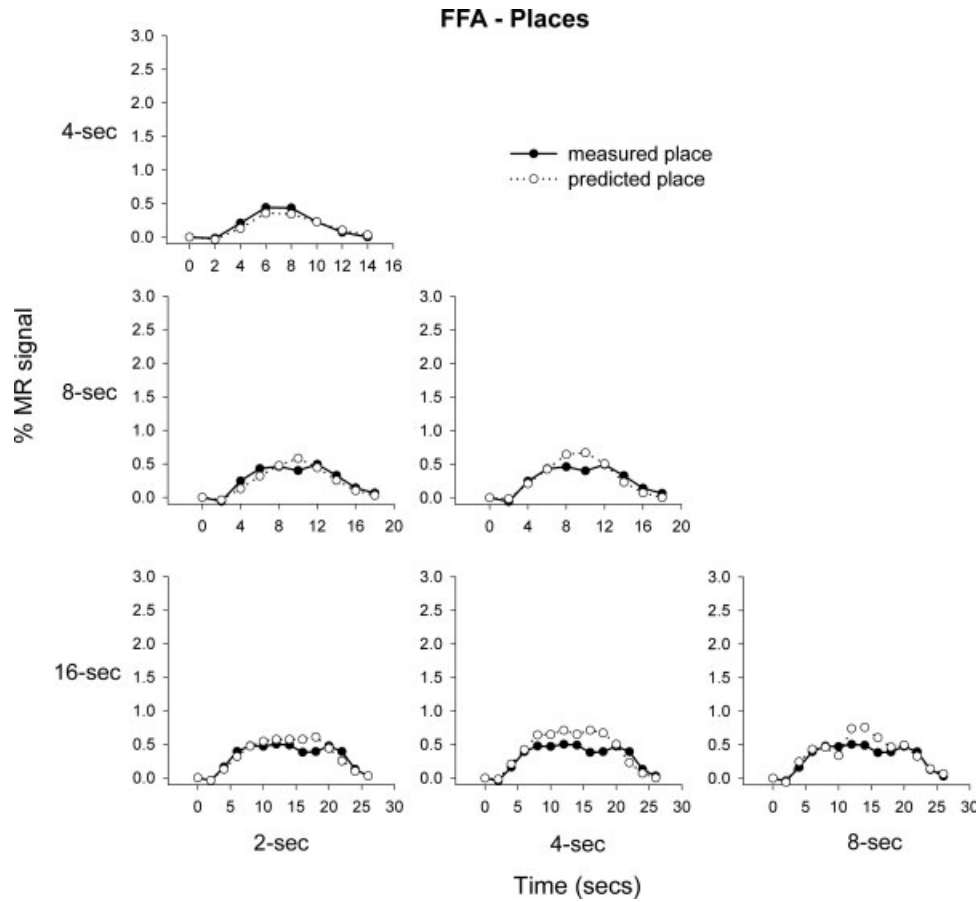 FFA - Places
3.0
2.5
2.0
4-sec
1.5
1.0
0.5
0.0
measured place
predicted place
0 2 4 6 8 10 12 14 16
% MR signal
8-sec
3.0
2.5
2.0
1.5
1.0
0.5
0.0
0 4 8 12 16 20
3.0
2.5
2.0
1.5
1.0
0.5
0.0
0 4 8 12 16 20
16-sec
3.0
2.5
2.0
1.5
1.0
0.5
0.0
0 5 10 15 20 25 30
2-sec
3.0
2.5
2.0
1.5
1.0
0.5
0.0
0 5 10 15 20 25 30
4-sec
3.0
2.5
2.0
1.5
1.0
0.5
0.0
0 5 10 15 20 25 30
8-sec
Time (secs)